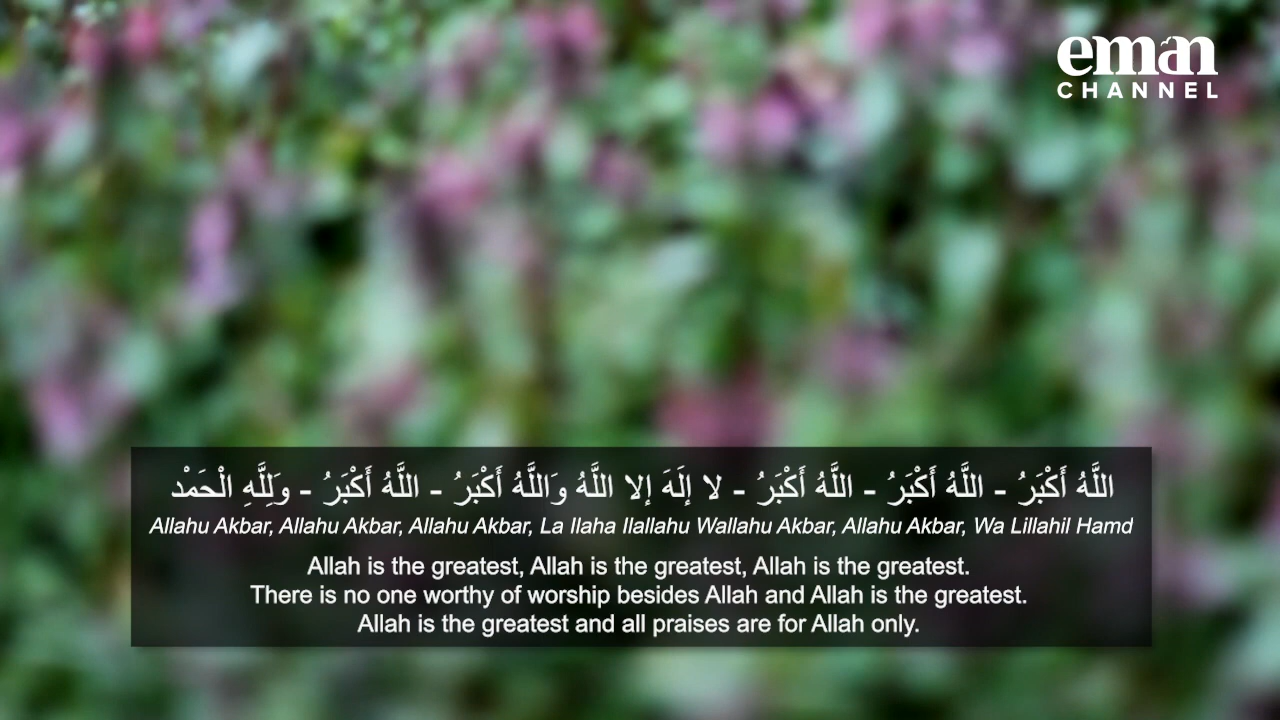 eman
CHANNEL
اللَّهُ أَكْبَرُ - اللَّهُ أَكْبَرُ - اللَّهُ أَكْبَرُ - لا إِلَهَ إِلا اللَّهُ وَاللَّهُ أَكْبَرُ - اللَّهُ أَكْبَرُ - وَلِلَّهِ الْحَمْد
Allahu Akbar, Allahu Akbar, Allahu Akbar, La Ilaha Ilallahu Wallahu Akbar, Allahu Akbar, Wa Lillahil Hamd
Allah is the greatest, Allah is the greatest, Allah is the greatest.
There is no one worthy of worship besides Allah and Allah is the greatest.
Allah is the greatest and all praises are for Allah only.